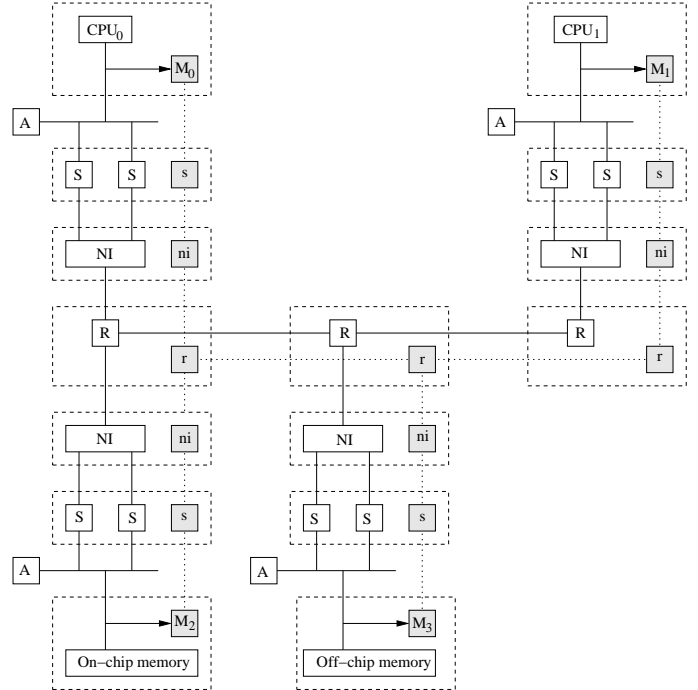 CPU0 CPU1
M0 M1
A A
S S s S S s
NI ni NI ni
R R R
r r r
NI ni NI ni
S S s S S s
A A
M2 M3
On−chip memory Off−chip memory